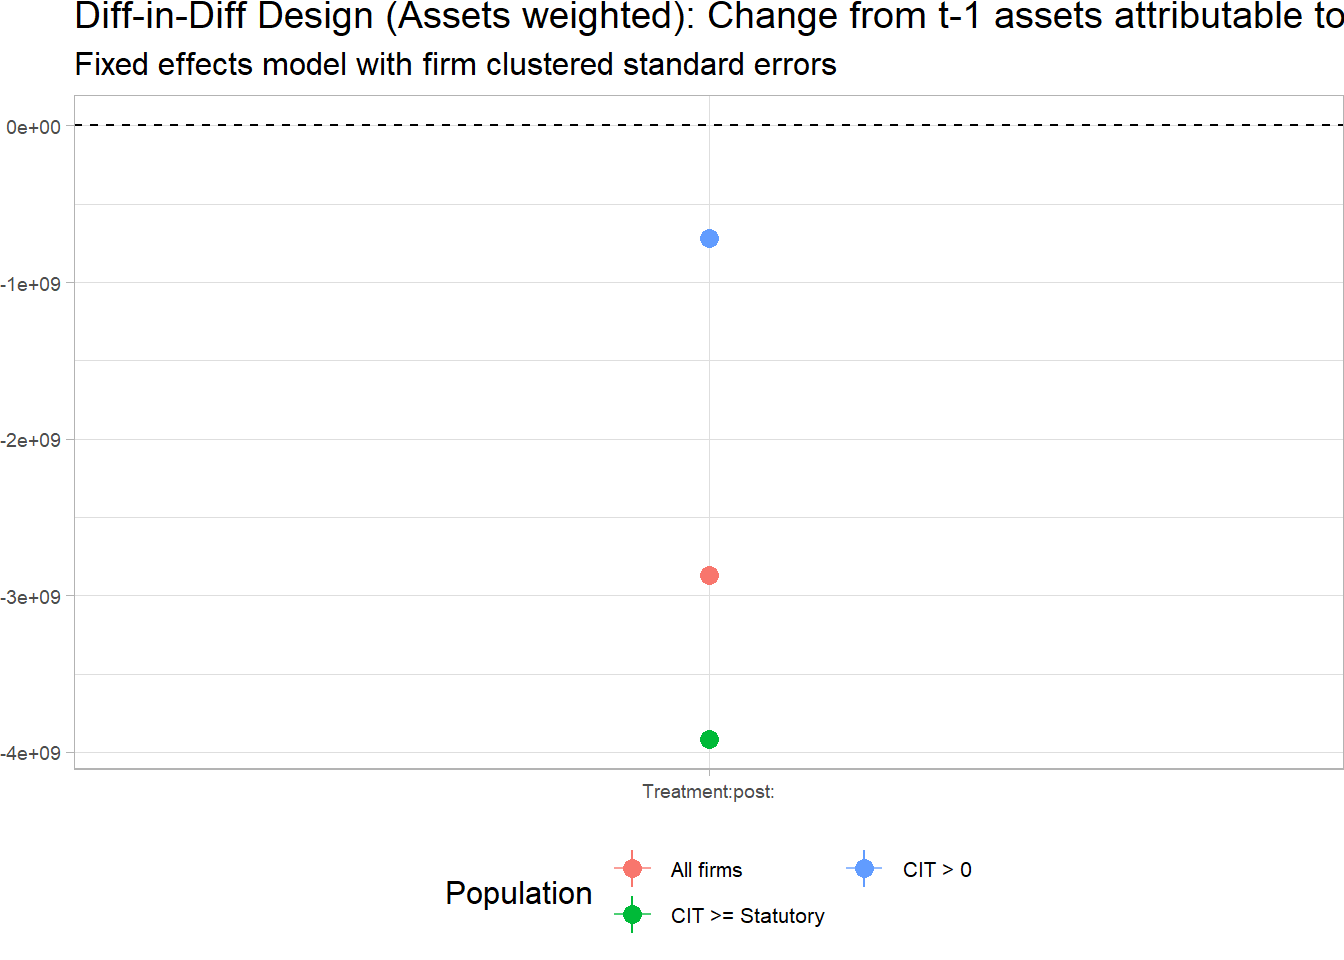 Diff-in-Diff Design (Assets weighted): Change from t-1 assets attributable to
Fixed effects model with firm clustered standard errors
0e+00
-1e+09
-2e+09
-3e+09
-4e+09
Treatment:post:
Population
All firms
CIT >= Statutory
CIT > 0